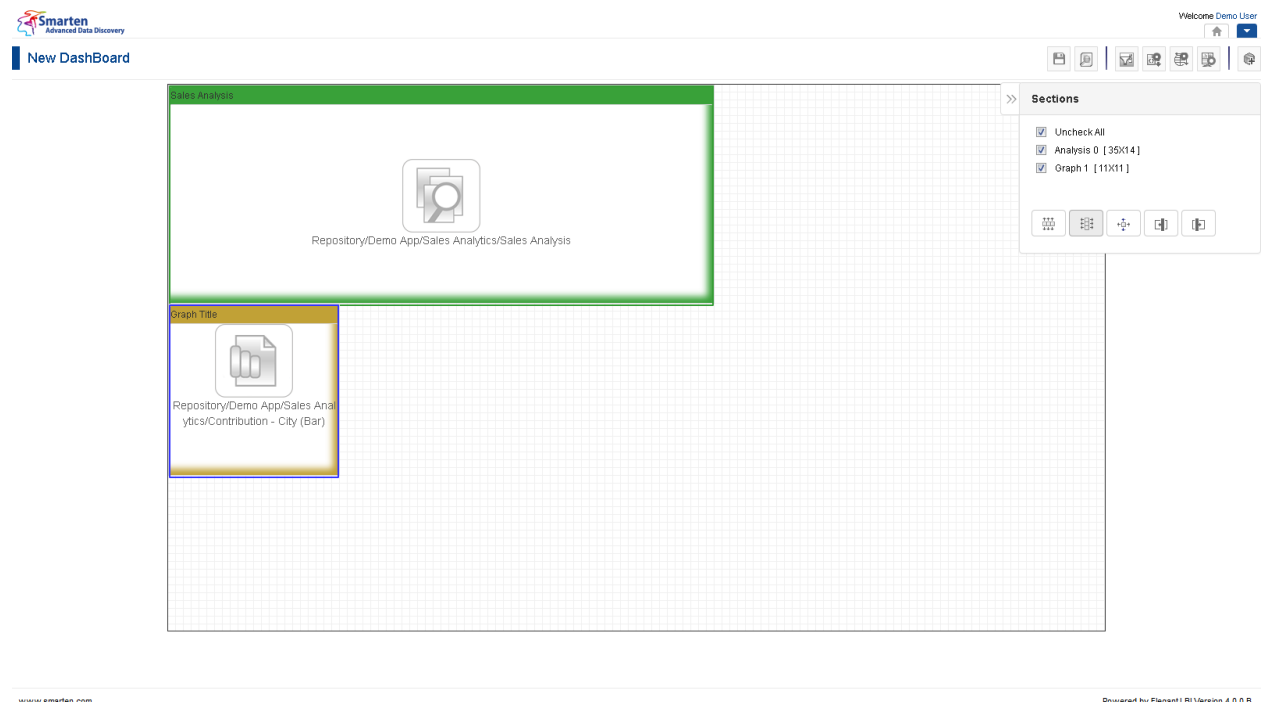 Smarten
Advanced Data Discovery
Welcome Demo User
New DashBoard
Sales Analysis
Repository/Demo App/Sales Analytics/Sales Analysis
Sections
Uncheck All
Analysis 0 [ 35X14 ]
Graph 1 [ 11X11 ]
Graph Title
Repository/Demo App/Sales Anal
ytics/Contribution - City (Bar)
www.smarten.com
Powered by ElegantJ BI Version 4.0.0 B